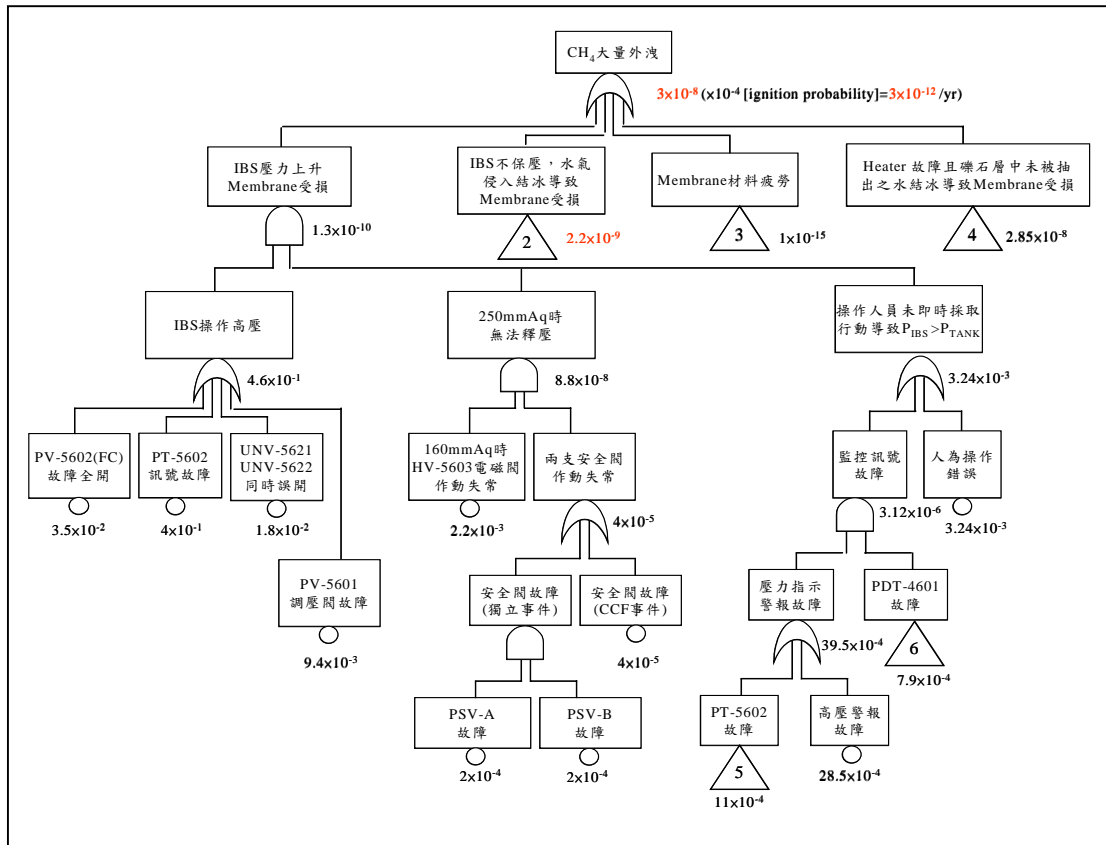 CH₄大量外洩
3×10⁻⁸ (×10⁻⁴ [ignition probability]=3×10⁻¹² /yr)
IBS壓力上升
Membrane受損
1.3×10⁻¹⁰
IBS不保壓，水氣
侵入結冰導致
Membrane受損
2
2.2×10⁻⁹
Membrane材料疲勞
3
1×10⁻¹⁵
Heater 故障且礫石層中未被抽
出之水結冰導致Membrane受損
4
2.85×10⁻⁸
IBS操作高壓
4.6×10⁻¹
250mmAq時
無法釋壓
8.8×10⁻⁸
操作人員未即時採取
行動導致P_IBS>P_TANK
3.24×10⁻³
PV-5602(FC)
故障全開
3.5×10⁻²
PT-5602
訊號故障
4×10⁻¹
UNV-5621
UNV-5622
同時誤開
1.8×10⁻²
PV-5601
調壓閥故障
9.4×10⁻³
160mmAq時
HV-5603電磁閥
作動失常
2.2×10⁻³
兩支安全閥
作動失常
4×10⁻⁵
監控訊號
故障
3.12×10⁻⁶
人為操作
錯誤
3.24×10⁻³
安全閥故障
(獨立事件)
安全閥故障
(CCF事件)
4×10⁻⁵
壓力指示
警報故障
39.5×10⁻⁴
PDT-4601
故障
6
7.9×10⁻⁴
PSV-A
故障
2×10⁻⁴
PSV-B
故障
2×10⁻⁴
PT-5602
故障
5
11×10⁻⁴
高壓警報
故障
28.5×10⁻⁴